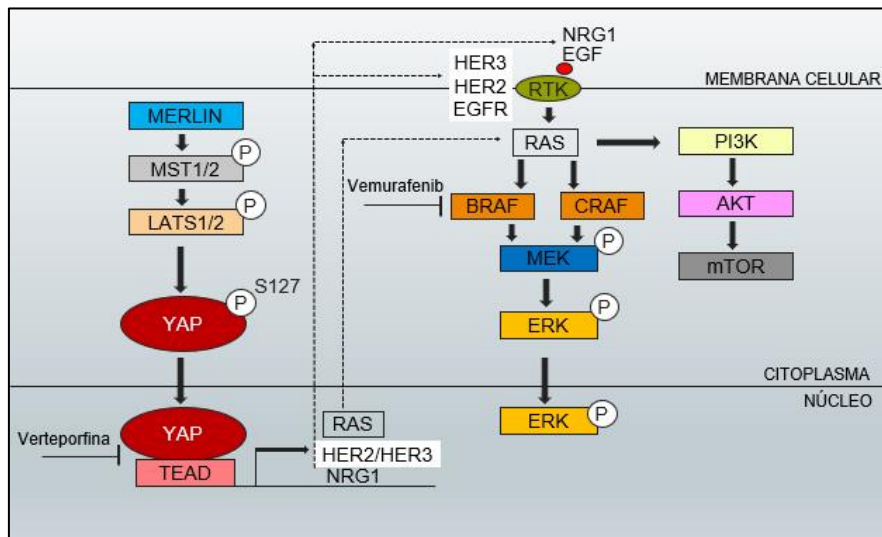 NRG1
EGF
HER3
HER2
EGFR
RTK
MEMBRANA CELULAR
MERLIN
MST1/2
P
LATS1/2
P
YAP
P
S127
RAS
PI3K
Vemurafenib
BRAF
CRAF
AKT
MEK
P
mTOR
ERK
P
CITOPLASMA
NÚCLEO
ERK
P
Verteporfina
YAP
TEAD
RAS
HER2/HER3
NRG1